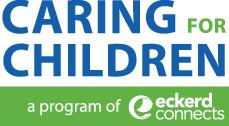 CARING FOR
CHILDREN
a program of eckerd
connects